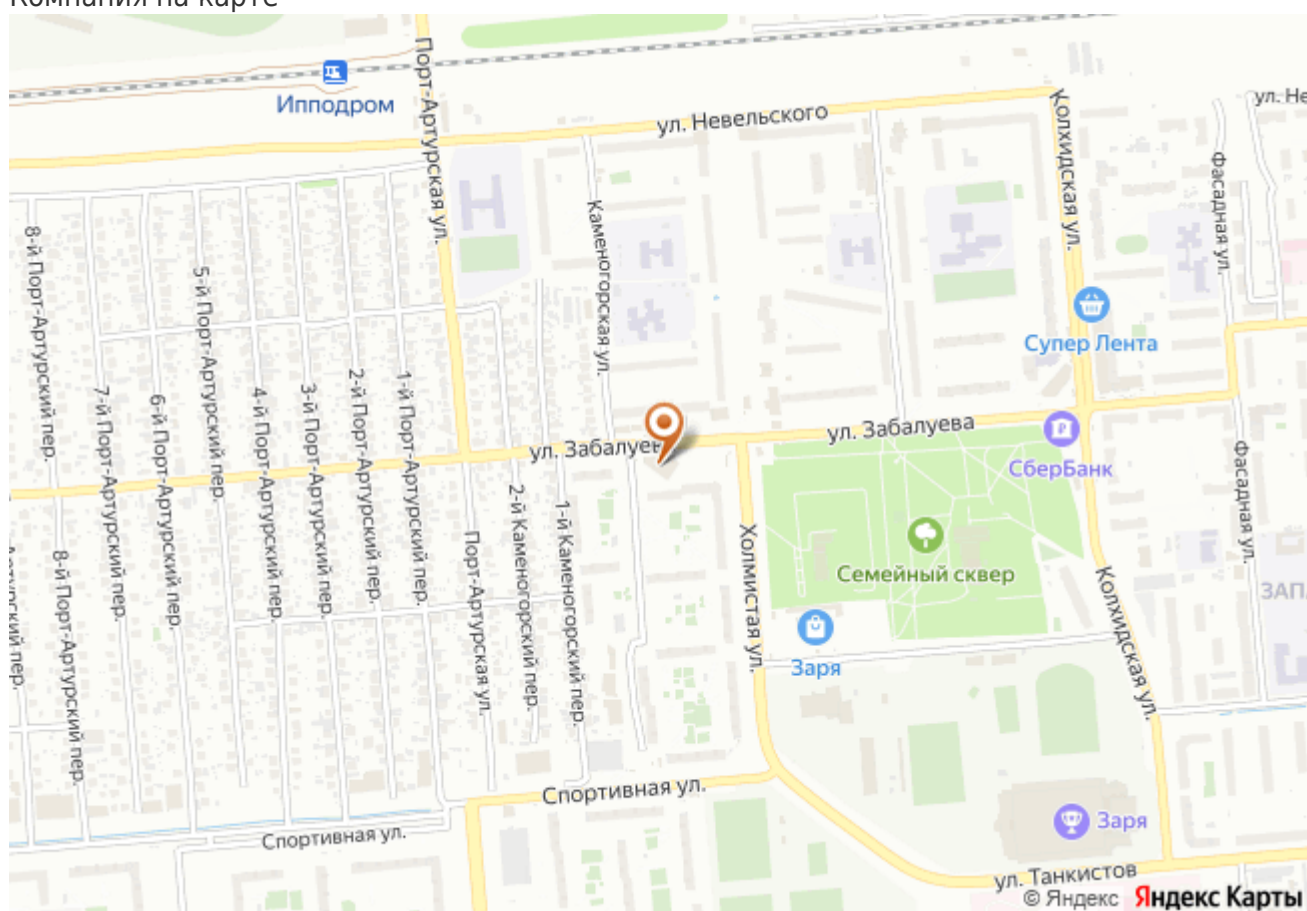 Компания на карте
Ипподром
Порт-Артурская ул.
ул. Невельского
Колхидская ул.
ул. Не
Фасадная ул.
Каменогорская ул.
8-й Порт-Артурский пер.
7-й Порт-Артурский пер.
6-й Порт-Артурский пер.
5-й Порт-Артурский пер.
4-й Порт-Артурский пер.
3-й Порт-Артурский пер.
2-й Порт-Артурский пер.
1-й Порт-Артурский пер.
Супер Лента
ул. Забалуев
ул. Забалуева
СберБанк
Фасадная ул.
8-й Порт-Артурский пер.
Порт-Артурская ул.
2-й Каменогорский пер.
1-й Каменогорский пер.
Холмистая ул.
Семейный сквер
Колхидская ул.
ЗАПА
Заря
Спортивная ул.
Спортивная ул.
Заря
ул. Танкистов
© Яндекс Яндекс Карты